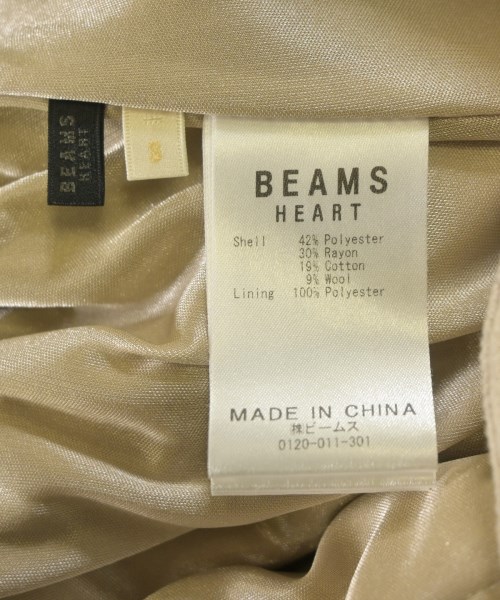 BEAMS
HEART
BEAMS
HEART
Shell 42% Polyester
30% Rayon
19% Cotton
9% Wool
Lining 100% Polyester
MADE IN CHINA
㈱ビームス
0120-011-301